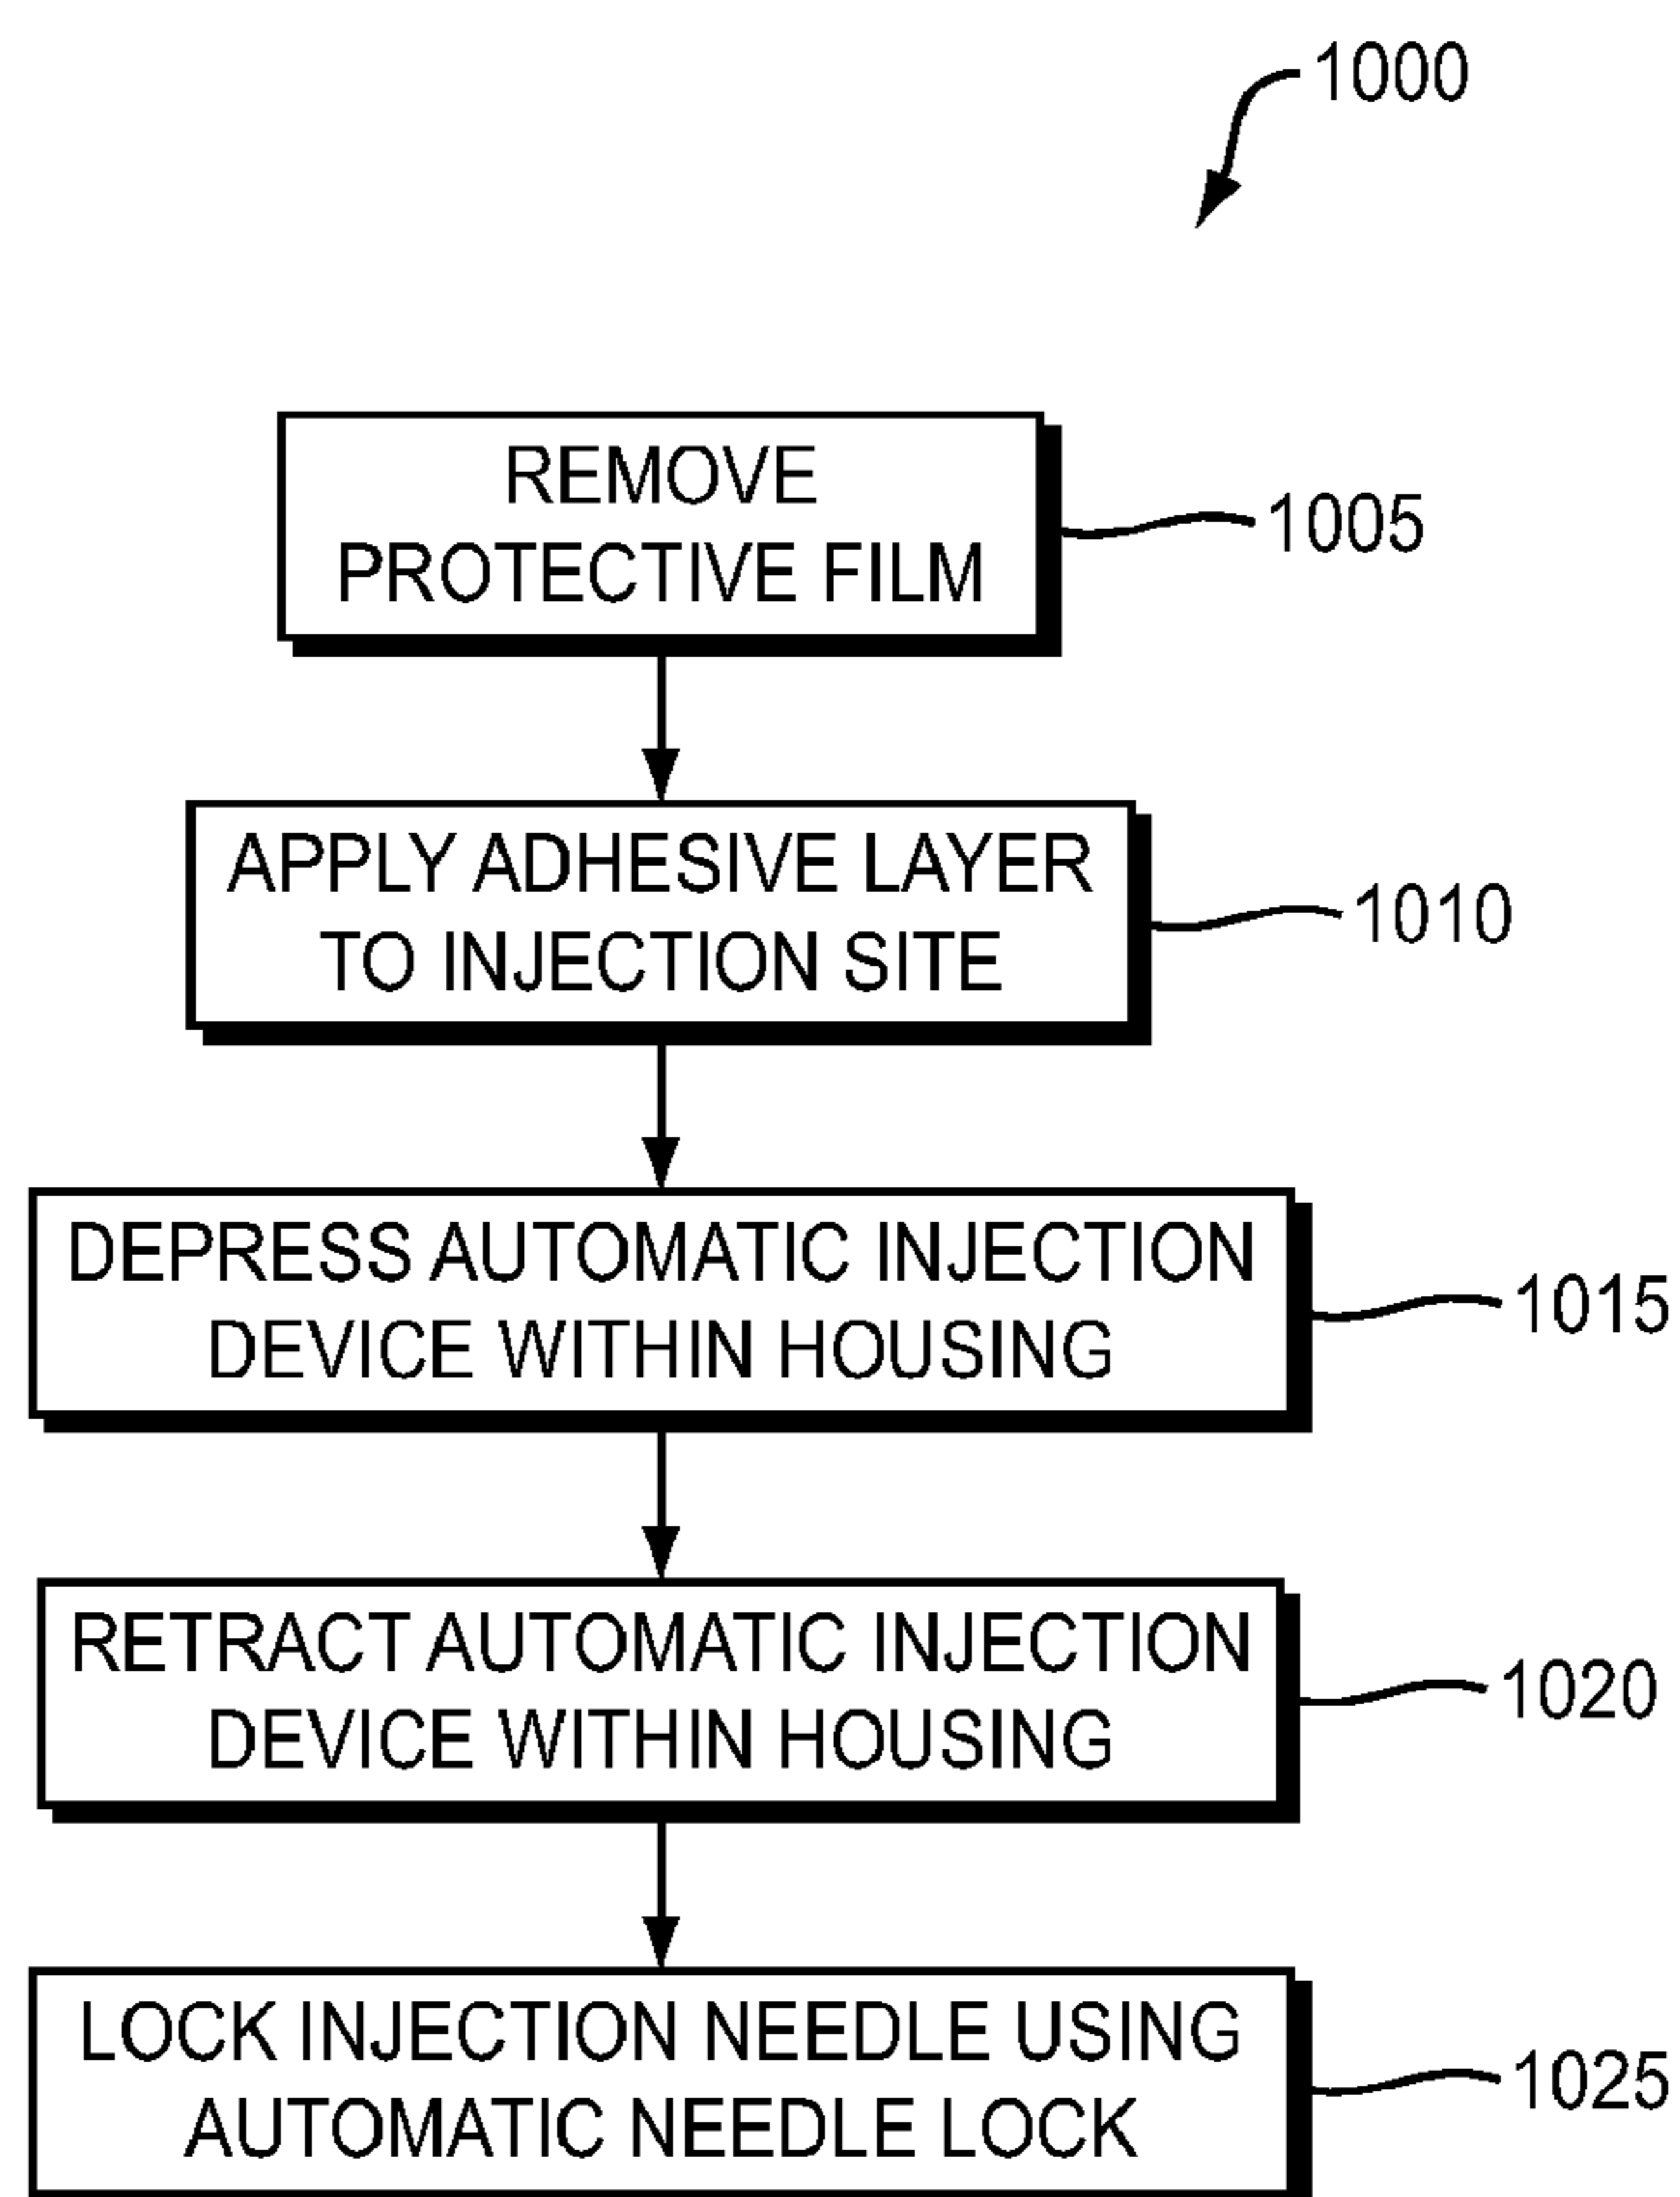 1000
REMOVE
PROTECTIVE FILM
1005
APPLY ADHESIVE LAYER
TO INJECTION SITE
1010
DEPRESS AUTOMATIC INJECTION
DEVICE WITHIN HOUSING
1015
RETRACT AUTOMATIC INJECTION
DEVICE WITHIN HOUSING
1020
LOCK INJECTION NEEDLE USING
AUTOMATIC NEEDLE LOCK
1025